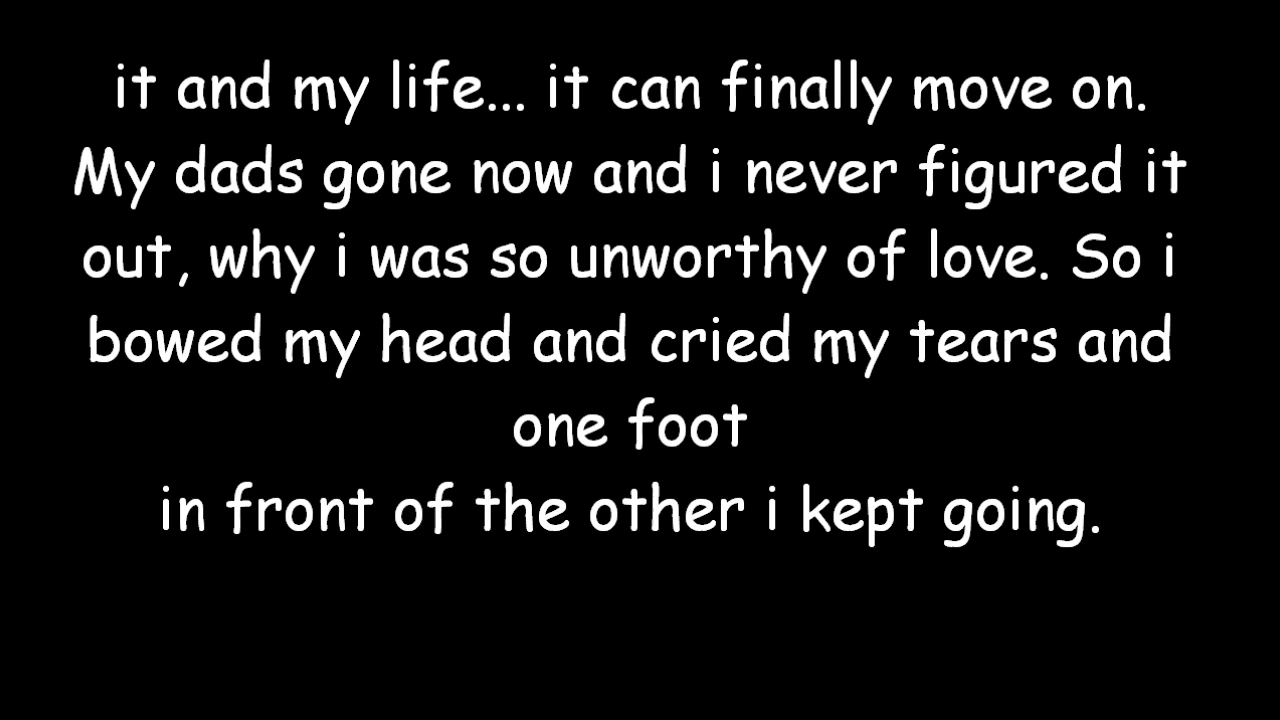 it and my life... it can finally move on.
My dads gone now and i never figured it
out, why i was so unworthy of love. So i
bowed my head and cried my tears and
one foot
in front of the other i kept going.